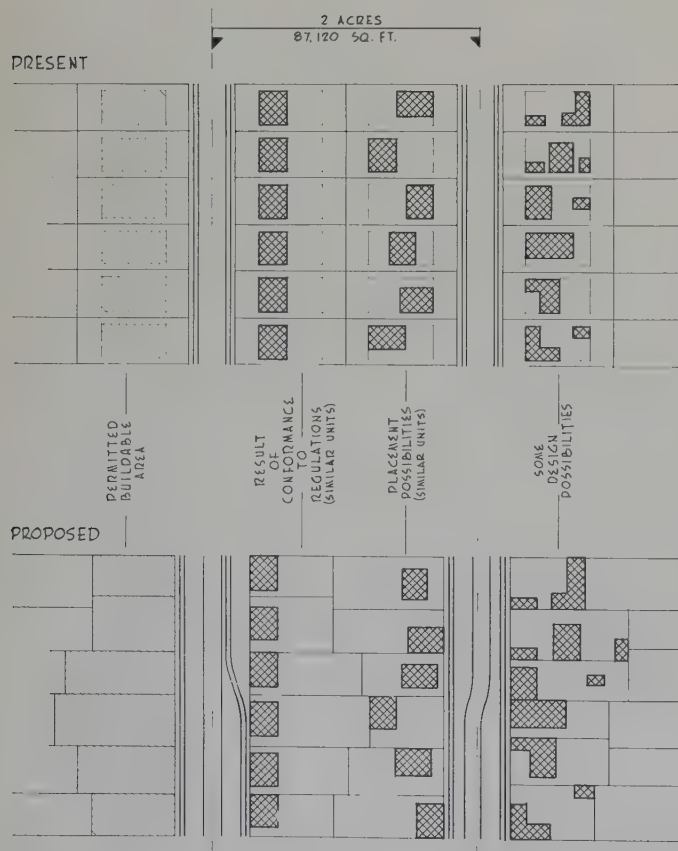 2 ACRES
87,120 SQ. FT.
PRESENT
PERMITTED
BUILDABLE
AREA
RESULT
OF
CONFORMANCE
TO
REGULATIONS
(SIMILAR UNITS)
PLACEMENT
POSSIBILITIES
(SIMILAR UNITS)
SOME
DESIGN
POSSIBILITIES
PROPOSED